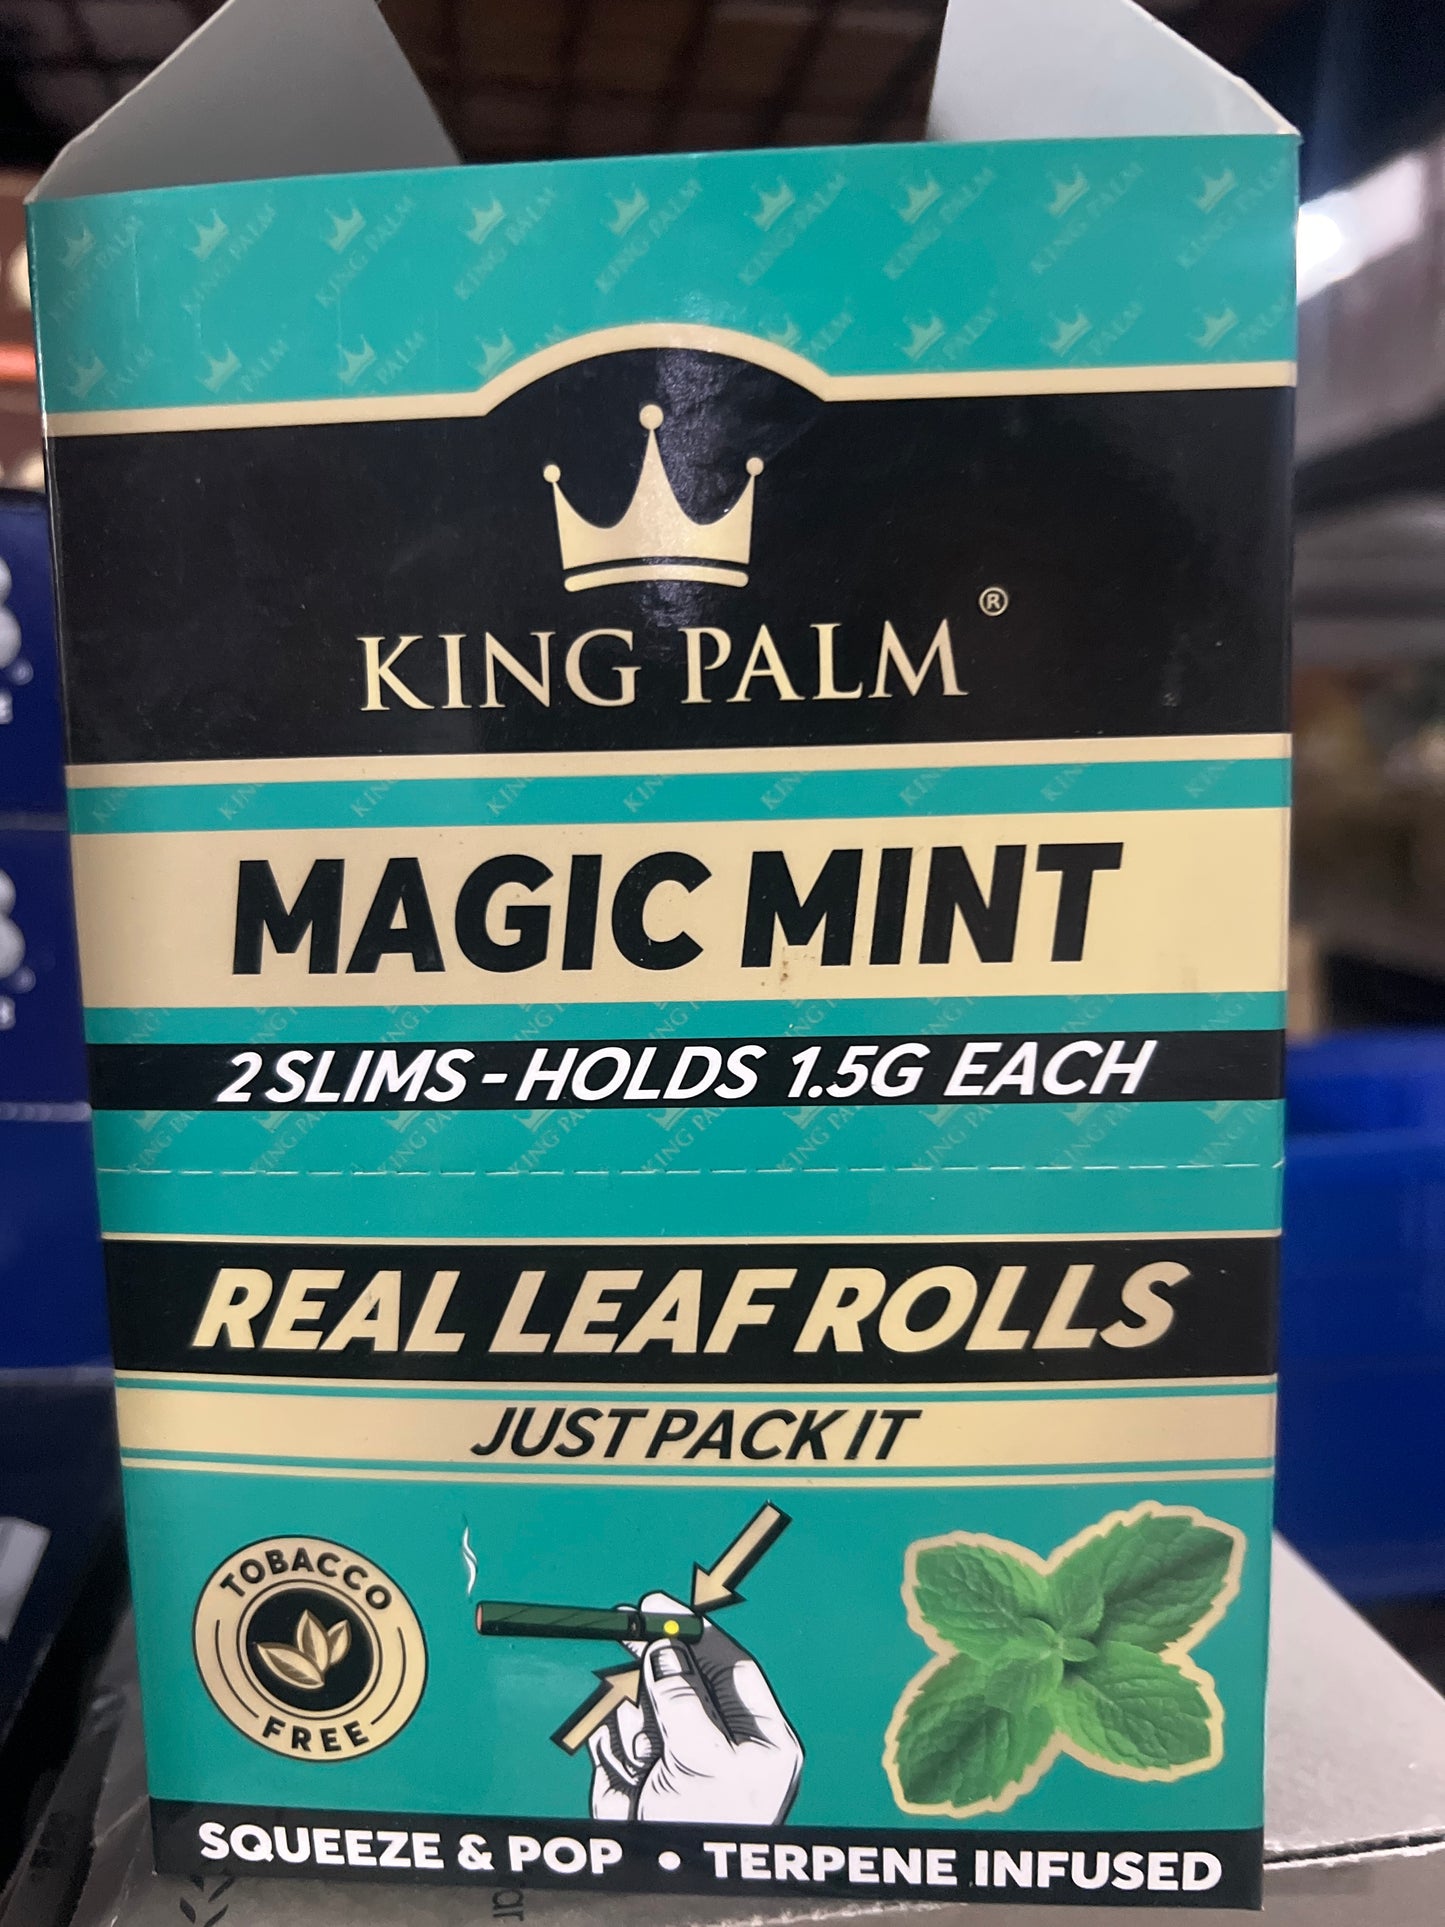 KING PALM®
MAGIC MINT
2 SLIMS - HOLDS 1.5G EACH
REAL LEAF ROLLS
JUST PACK IT
TOBACCO
FREE
SQUEEZE & POP • TERPENE INFUSED